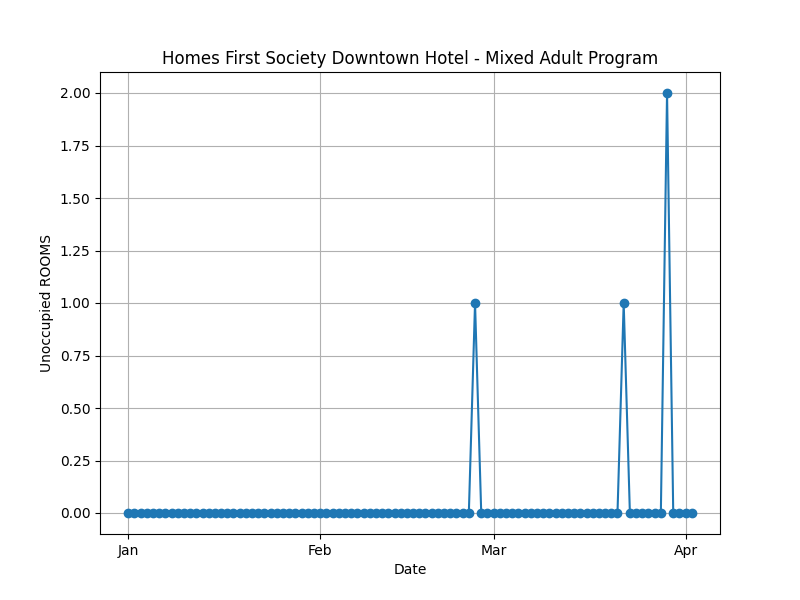 Homes First Society Downtown Hotel - Mixed Adult Program
2.00
1.75
1.50
1.25
1.00
0.75
0.50
0.25
0.00
Unoccupied ROOMS
Jan Feb Mar Apr
Date